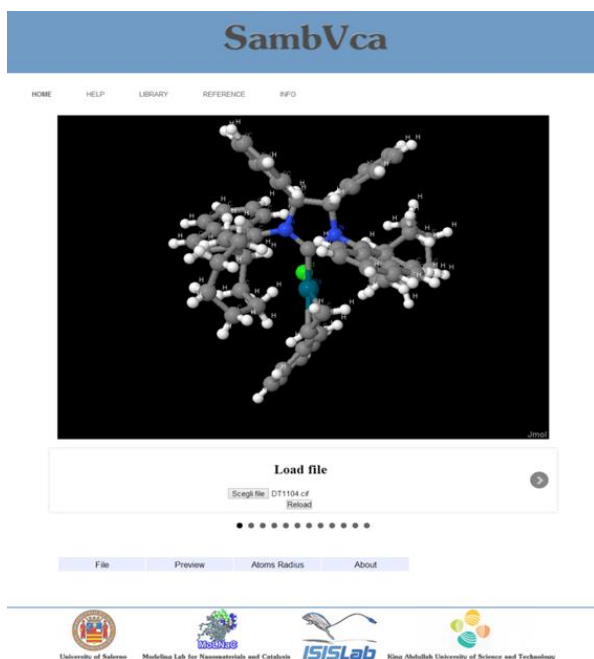 SambVca
HOME HELP LIBRARY REFERENCE INFO
Jmol
Load file
Scegli file DT1104.cif
Reload
File Preview Atoms Radius About
MoLNaC
ISISLab
University of Salerno Modeling Lab for Nanomaterials and Catalysis King Abdullah University of Science and Technology